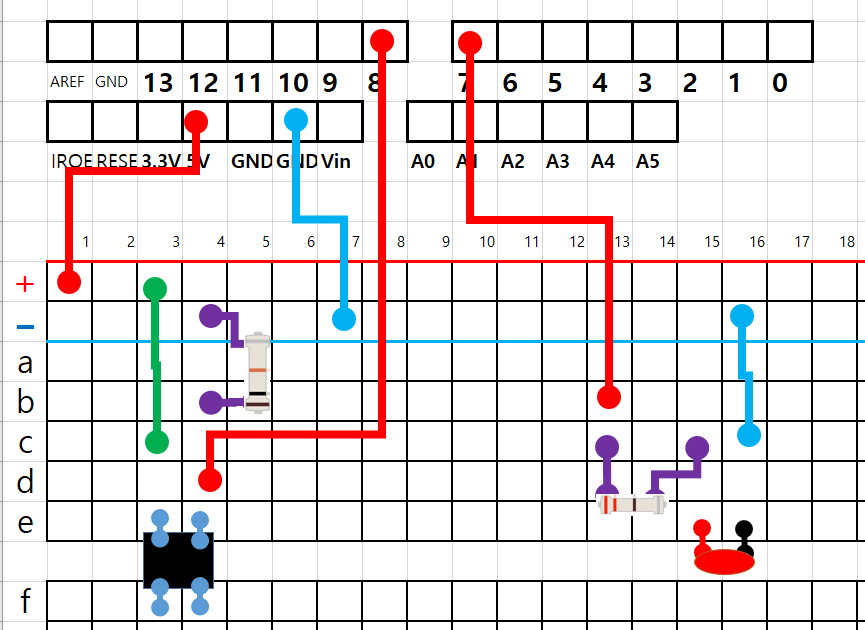 AREF GND 13 12 11 10 9 8 7 6 5 4 3 2 1 0
IROE RESE 3.3V 5V GND GND Vin A0 A1 A2 A3 A4 A5
1 2 3 4 5 6 7 8 9 10 11 12 13 14 15 16 17 18
+
−
a
b
c
d
e
f